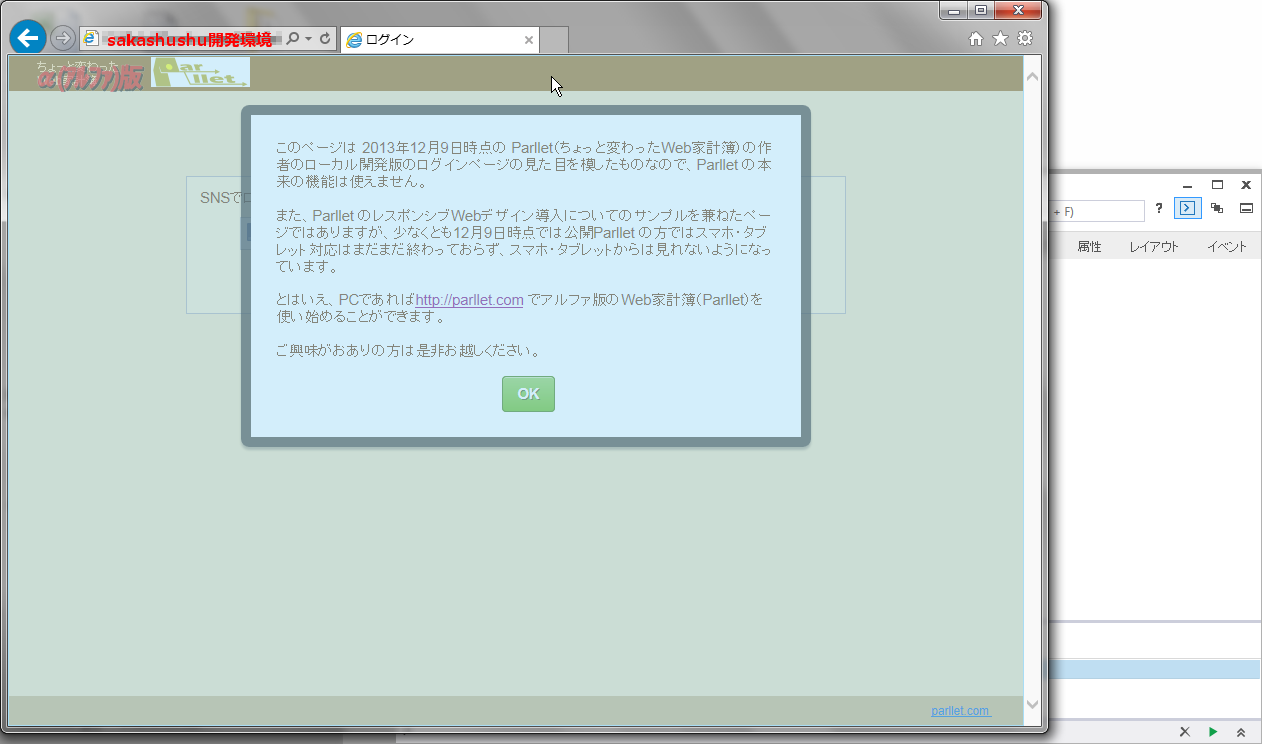 sakashushu開発環境
ログイン
ちょっと変わった
α(アルファ)版
Parllet
このページは 2013年12月9日時点の Parllet(ちょっと変わったWeb家計簿)の作
者のローカル開発版のログインページの見た目を模したものなので、Parllet の本
来の機能は使えません。
また、Parllet のレスポンシブWebデザイン導入についてのサンプルを兼ねたペー
ジではありますが、少なくとも12月9日時点では公開Parllet の方ではスマホ・タブ
レット対応はまだまだ終わっておらず、スマホ・タブレットからは見れないようになっ
ています。
とはいえ、PCであればhttp://parllet.com でアルファ版のWeb家計簿(Parllet)を
使い始めることができます。
ご興味がおありの方は是非お越しください。
OK
SNSで
parllet.com
+ F)
?
属性
レイアウト
イベント